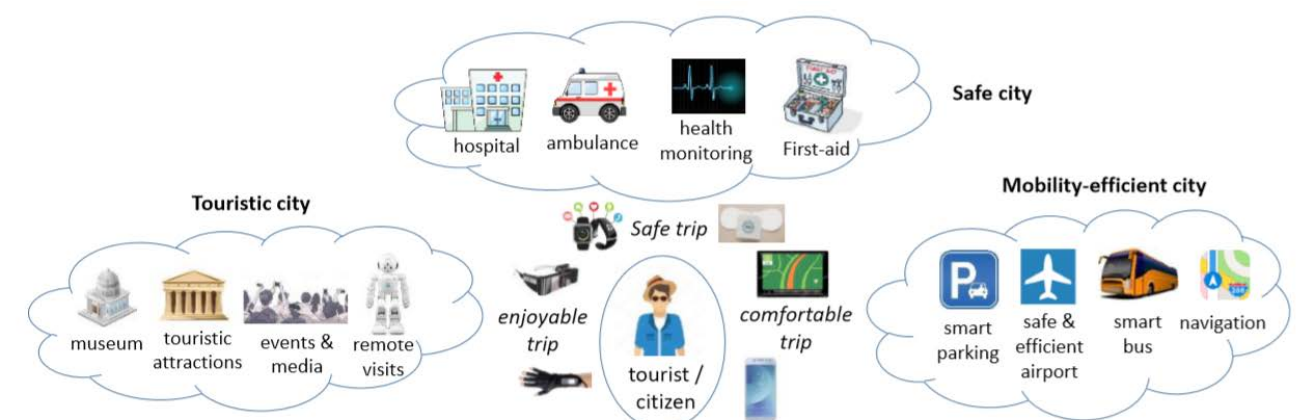 Safe city
hospital
ambulance
health
monitoring
First-aid
Touristic city
museum
touristic
attractions
events &
media
remote
visits
Safe trip
enjoyable
trip
tourist /
citizen
comfortable
trip
Mobility-efficient city
P
smart
parking
safe &
efficient
airport
smart
bus
navigation